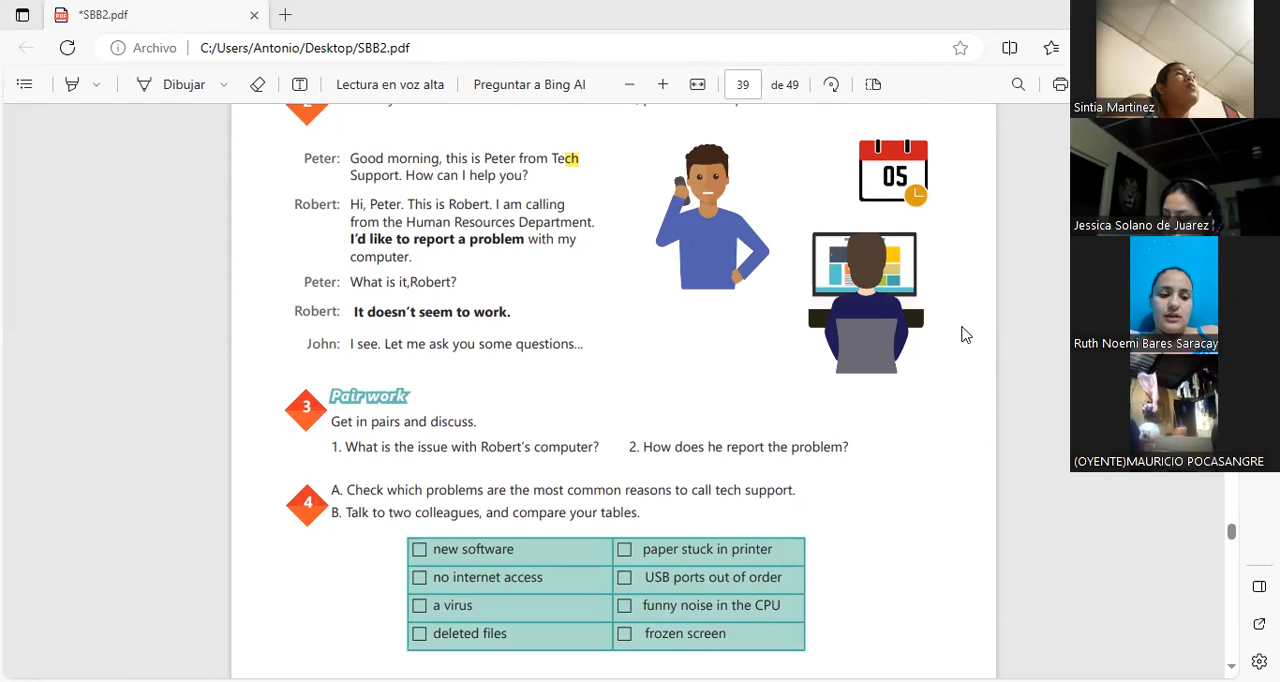 *SBB2.pdf
Archivo
C:/Users/Antonio/Desktop/SBB2.pdf
Dibujar
Lectura en voz alta
Preguntar a Bing AI
39
de 49
Peter: Good morning, this is Peter from Tech
Support. How can I help you?
Robert: Hi, Peter. This is Robert. I am calling
from the Human Resources Department.
I'd like to report a problem with my
computer.
Peter: What is it,Robert?
Robert: It doesn't seem to work.
John: I see. Let me ask you some questions...
05
3 Pair work
Get in pairs and discuss.
1. What is the issue with Robert's computer? 2. How does he report the problem?
4 A. Check which problems are the most common reasons to call tech support.
B. Talk to two colleagues, and compare your tables.
new software paper stuck in printer
no internet access USB ports out of order
a virus funny noise in the CPU
deleted files frozen screen
Sintia Martínez
Jessica Solano de Juarez
Ruth Noemi Bares Saracay
(OYENTE)MAURICIO POCASANGRE